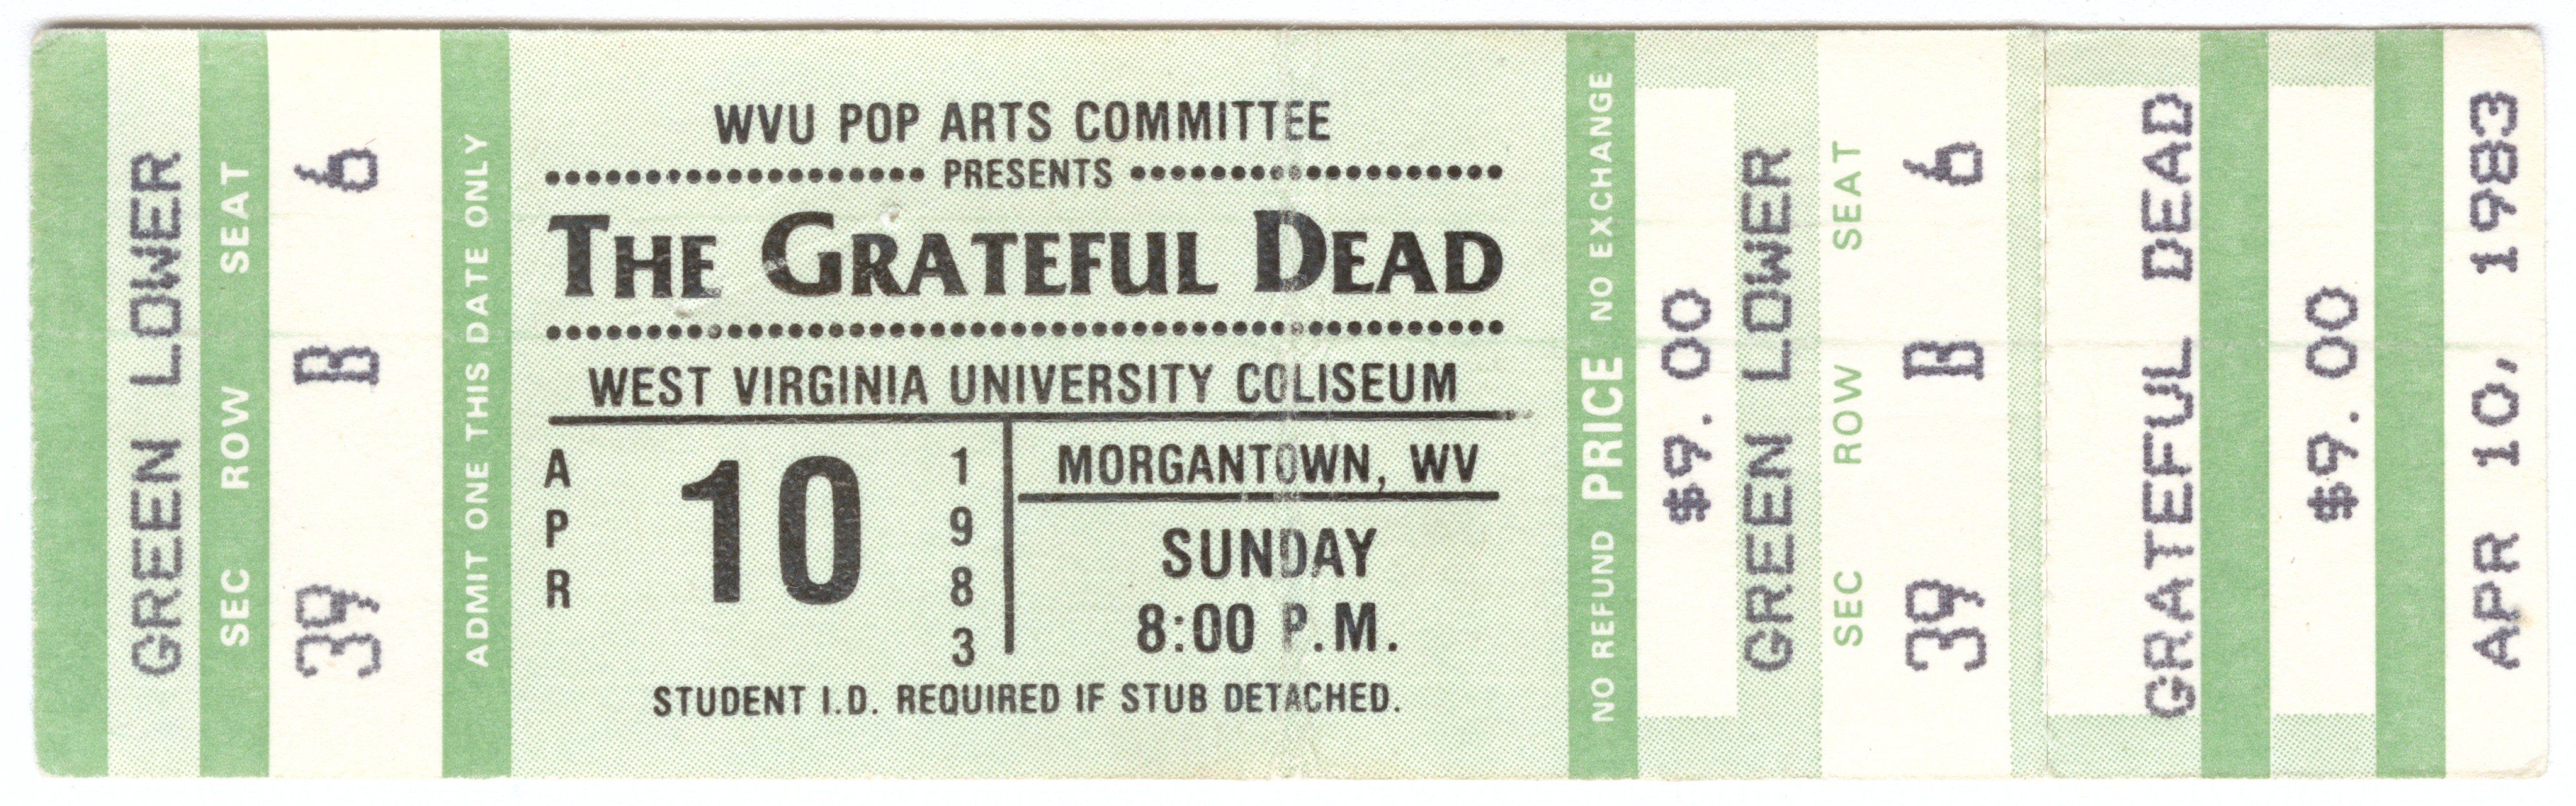 GREEN LOWER
SEC ROW SEAT
39 B 6
ADMIT ONE THIS DATE ONLY
WVU POP ARTS COMMITTEE
PRESENTS
THE GRATEFUL DEAD
WEST VIRGINIA UNIVERSITY COLISEUM
APR 10 1983
MORGANTOWN, WV
SUNDAY
8:00 P.M.
STUDENT I.D. REQUIRED IF STUB DETACHED.
NO REFUND PRICE NO EXCHANGE
$9.00
GREEN LOWER
SEC ROW SEAT
39 B 6
GRATEFUL DEAD
$9.00
APR 10, 1983